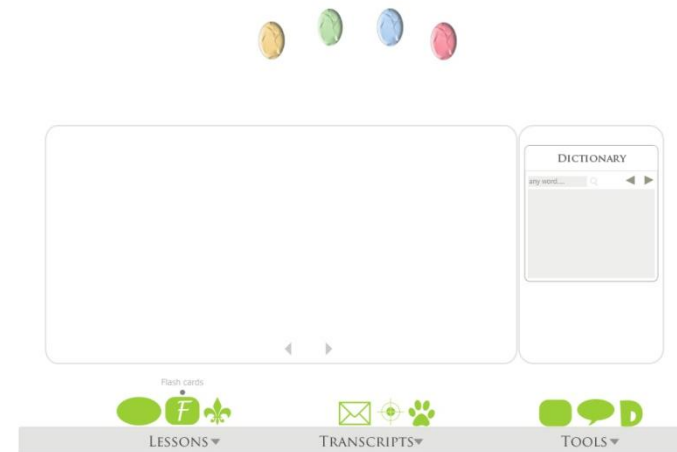 DICTIONARY
any word....
Flash cards
F
D
LESSONS
TRANSCRIPTS
TOOLS